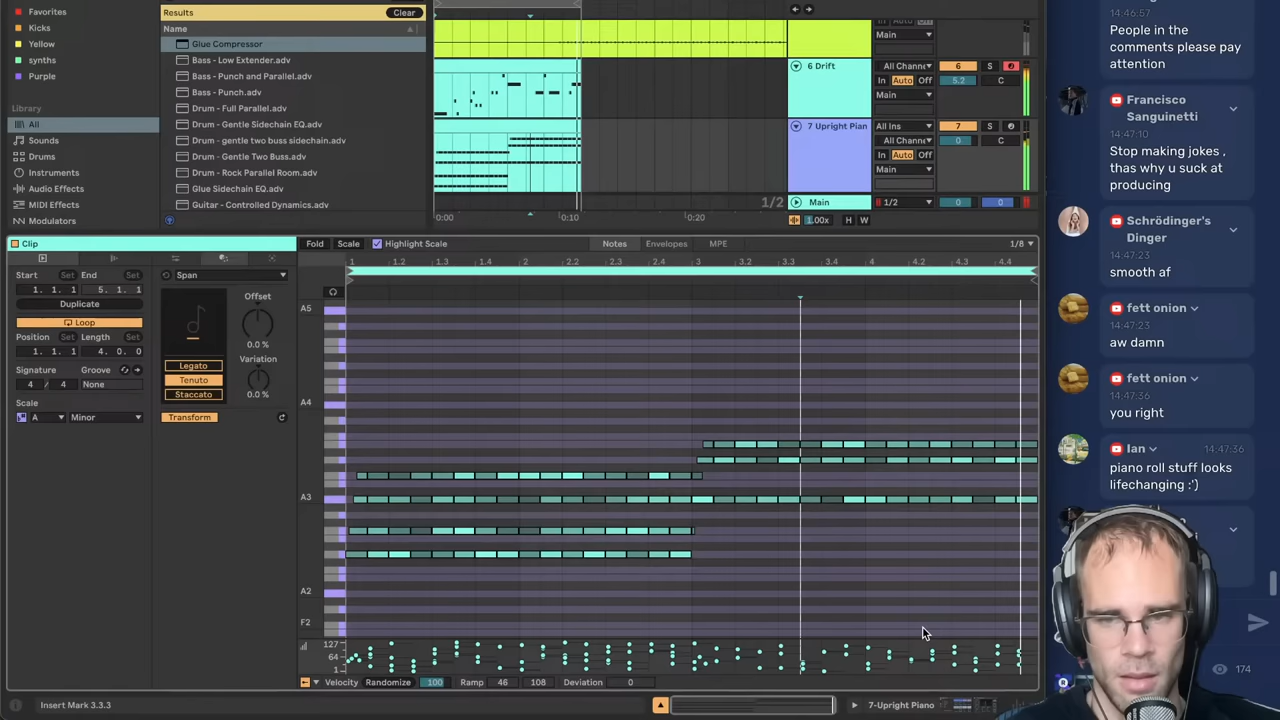 Favorites
Kicks
Yellow
synths
Purple
Library
All
Sounds
Drums
Instruments
Audio Effects
MIDI Effects
Modulators
Results
Clear
Name
Glue Compressor
Bass - Low Extender.adv
Bass - Punch and Parallel.adv
Bass - Punch.adv
Drum - Full Parallel.adv
Drum - Gentle Sidechain EQ.adv
Drum - gentle two buss sidechain.adv
Drum - Gentle Two Buss.adv
Drum - Rock Parallel Room.adv
Glue Sidechain EQ.adv
Guitar - Controlled Dynamics.adv
0:00
0:10
0:20
1/2
In Auto Off
Main
6 Drift
All Channe
6
S
In Auto Off
5.2
C
Main
7 Upright Pian
All Ins
7
S
In Auto Off
0
C
Main
Main
1/2
0
0
1.00x
H
W
Clip
Start
Set
End
Set
1. 1. 1
5. 1. 1
Duplicate
Loop
Position
Set
Length
Set
1. 1. 1
4. 0. 0
Signature
Groove
4 / 4
None
Scale
A
Minor
Span
Offset
0.0 %
Variation
0.0 %
Legato
Tenuto
Staccato
Transform
Fold
Scale
Highlight Scale
Notes
Envelopes
MPE
1/8
1
1.2
1.3
1.4
2
2.2
2.3
2.4
3
3.2
3.3
3.4
4
4.2
4.3
4.4
A5
A4
A3
A2
F2
127
64
1
Velocity
Randomize
100
Ramp
46
108
Deviation
0
Insert Mark 3.3.3
7-Upright Piano
14:46:57
People in the
comments please pay
attention
Francisco
Sanguinetti
14:47:10
Stop making jokes ,
thas why u suck at
producing
Schrödinger's
Dinger
14:47:23
smooth af
fett onion
14:47:23
aw damn
fett onion
14:47:36
you right
Ian
14:47:36
piano roll stuff looks
lifechanging :')
174